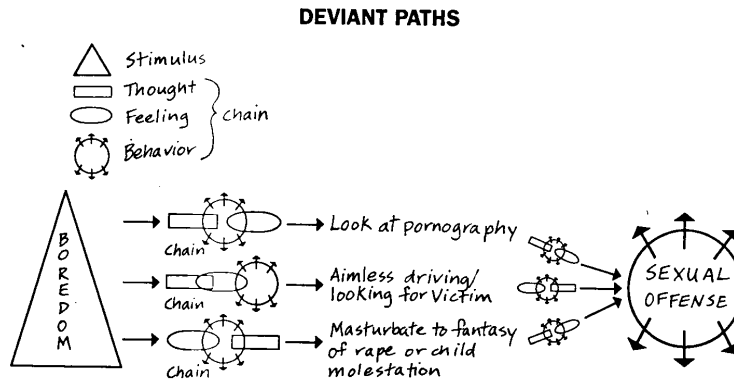 DEVIANT PATHS
Stimulus
Thought
Feeling
Chain
Behavior
BOREDOM
Chain
Look at pornography
Chain
Aimless driving/
looking for Victim
Chain
Masturbate to fantasy
of rape or child
molestation
SEXUAL
OFFENSE